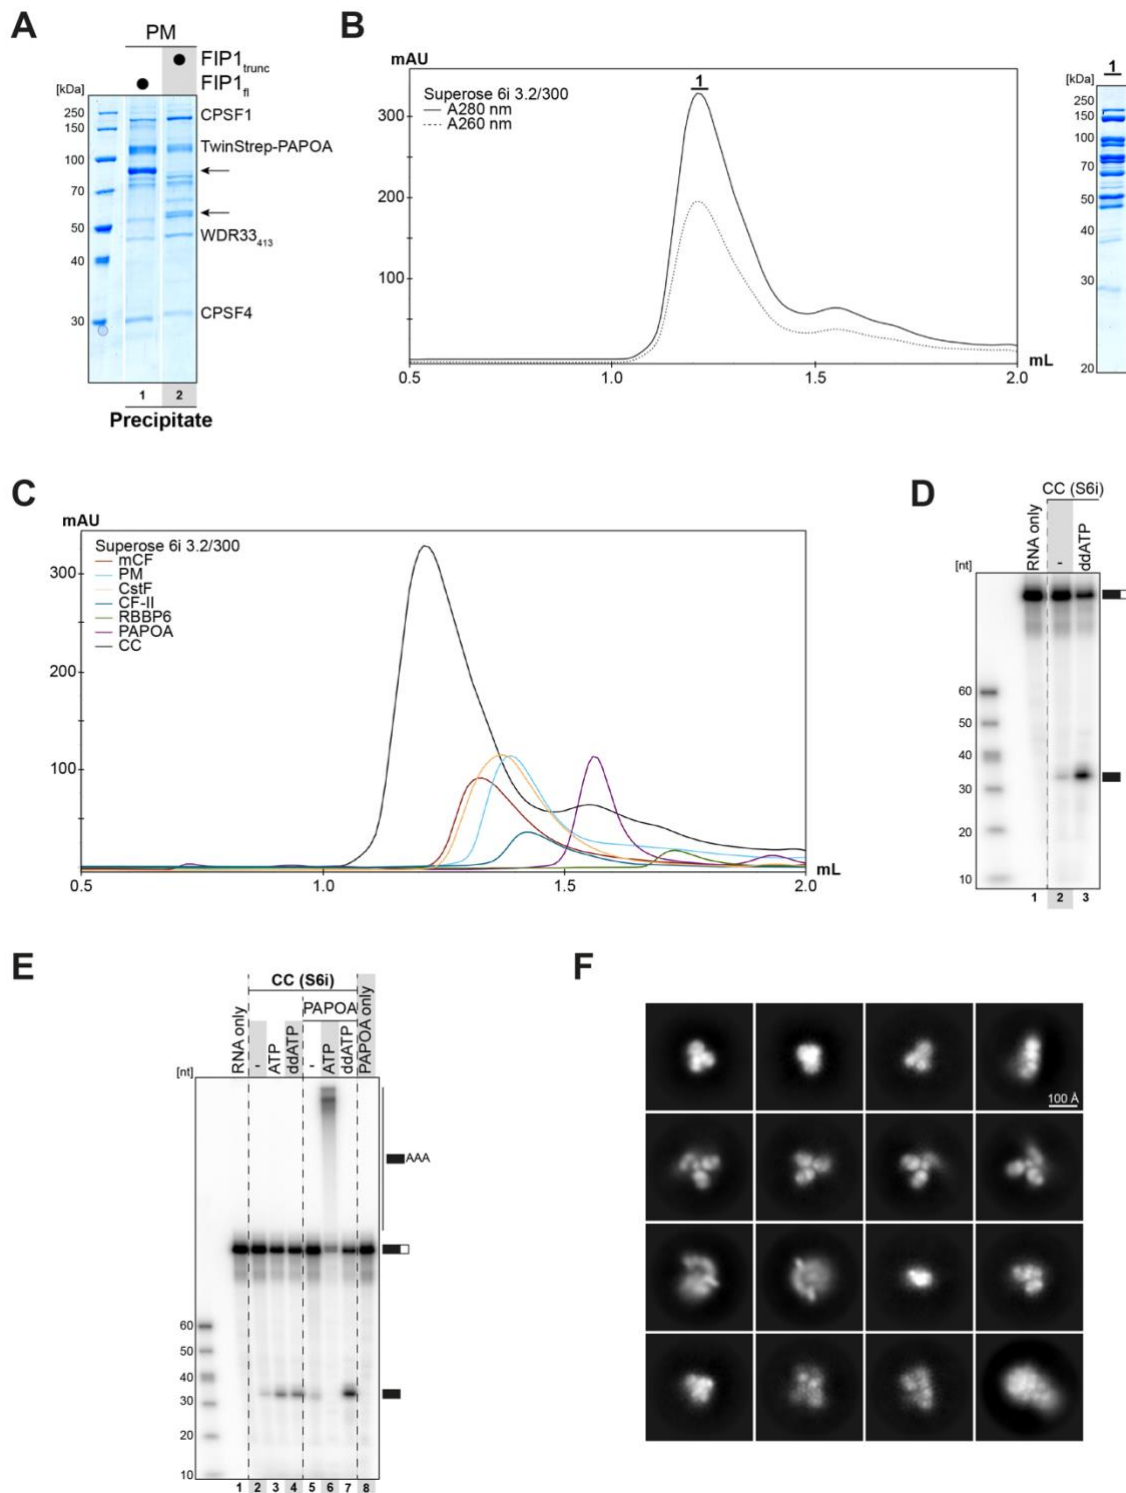 A
PM
FIP1trunc
FIP1fl
[kDa]
250
150
100
70
50
40
30
CPSF1
TwinStrep-PAPOA
WDR33413
CPSF4
1 2
Precipitate
B
mAU
Superose 6i 3.2/300
A280 nm
A260 nm
1
300
200
100
0.5 1.0 1.5 2.0
mL
1
[kDa]
250
150
100
70
50
40
30
20
C
mAU
Superose 6i 3.2/300
mCF
PM
CstF
CF-II
RBBP6
PAPOA
CC
300
200
100
0.5 1.0 1.5 2.0
mL
D
CC (S6i)
RNA only
-
ddATP
[nt]
60
50
40
30
20
10
1 2 3
E
CC (S6i)
PAPOA
RNA only
-
ATP
ddATP
-
ATP
ddATP
PAPOA only
[nt]
AAA
60
50
40
30
20
10
1 2 3 4 5 6 7 8
F
100 Å